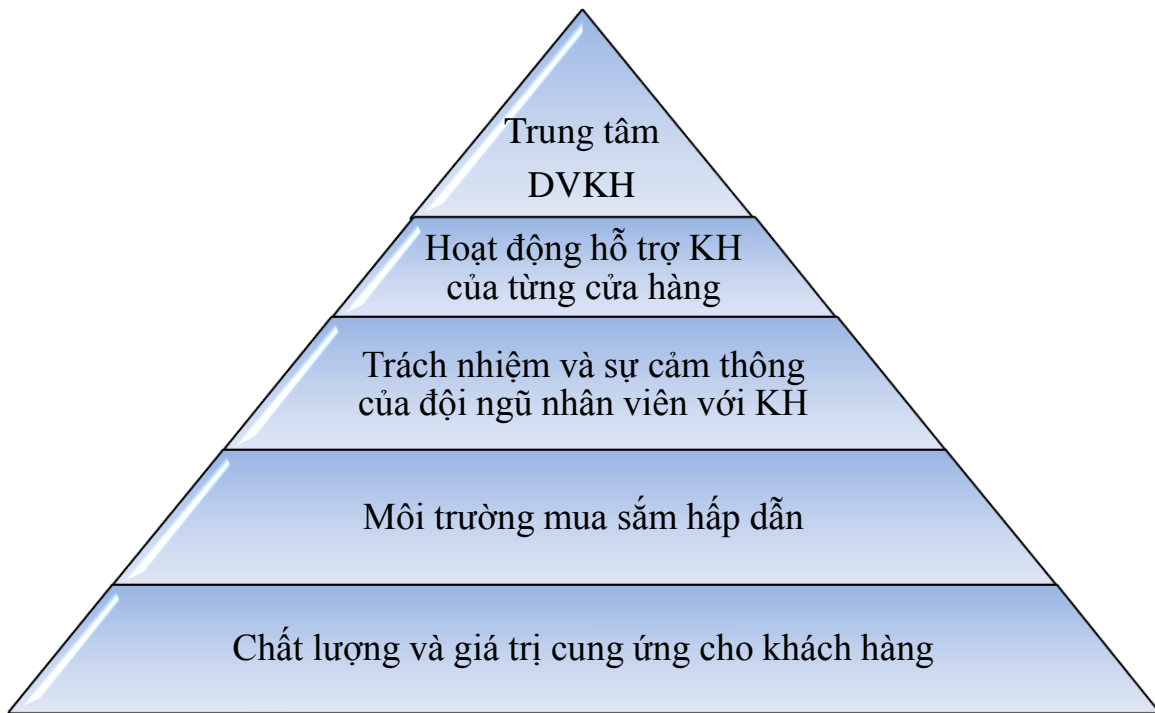 Trung tâm
DVKH
Hoạt động hỗ trợ KH
của từng cửa hàng
Trách nhiệm và sự cảm thông
của đội ngũ nhân viên với KH
Môi trường mua sắm hấp dẫn
Chất lượng và giá trị cung ứng cho khách hàng